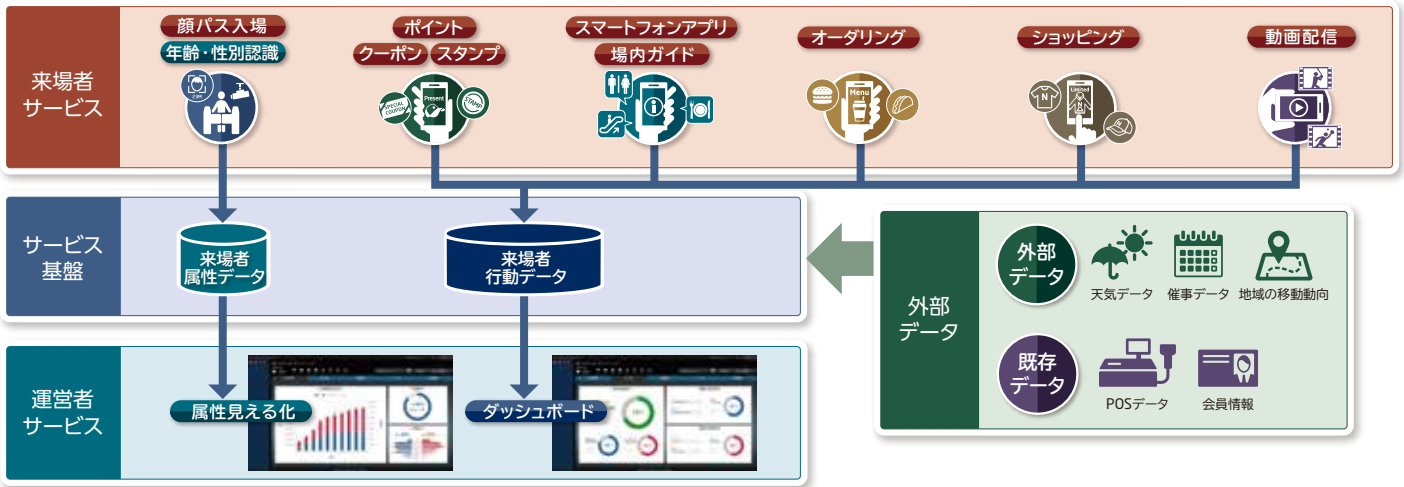 来場者
サービス
顔パス入場
年齢・性別認識
ポイント
クーポン スタンプ
SPECIAL
COUPON
Present
STAMP
スマートフォンアプリ
場内ガイド
オーダリング
Menu
ショッピング
N
Limited
動画配信
サービス
基盤
来場者
属性データ
来場者
行動データ
外部
データ
外部
データ
天気データ
催事データ
地域の移動動向
既存
データ
POSデータ
会員情報
運営者
サービス
属性見える化
ダッシュボード